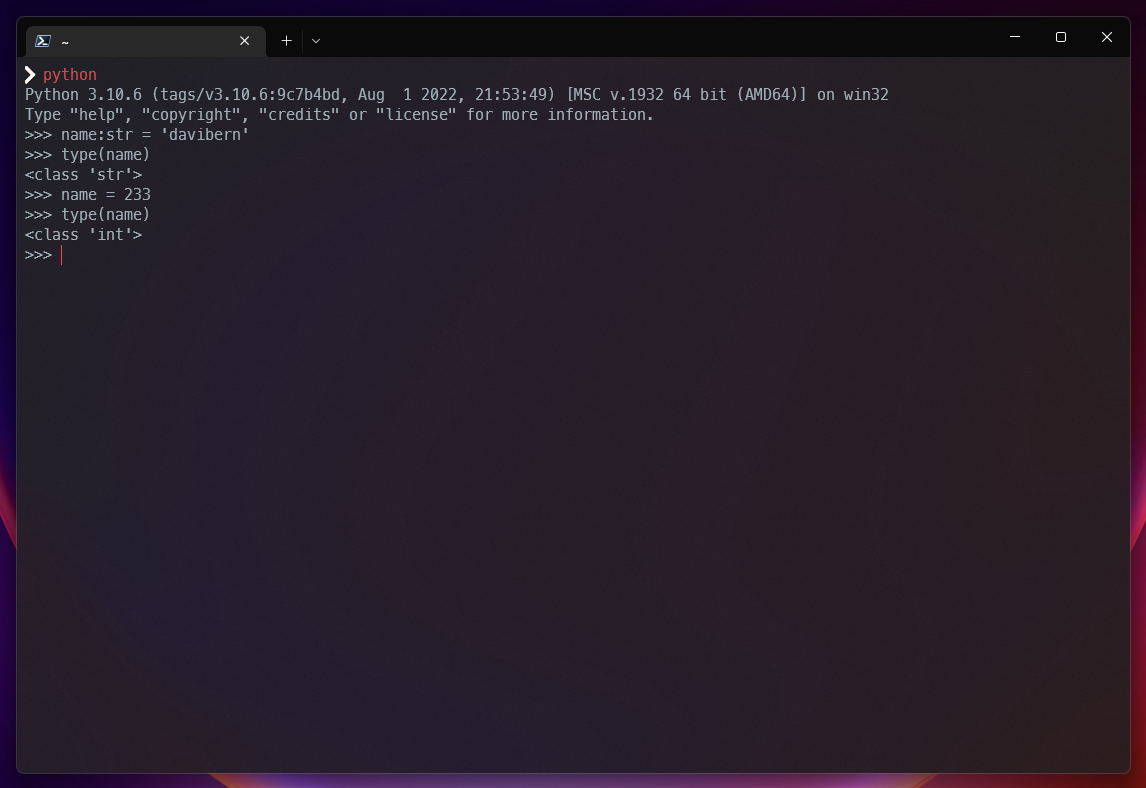 ~
python
Python 3.10.6 (tags/v3.10.6:9c7b4bd, Aug  1 2022, 21:53:49) [MSC v.1932 64 bit (AMD64)] on win32
Type "help", "copyright", "credits" or "license" for more information.
>>> name:str = 'davibern'
>>> type(name)
<class 'str'>
>>> name = 233
>>> type(name)
<class 'int'>
>>>